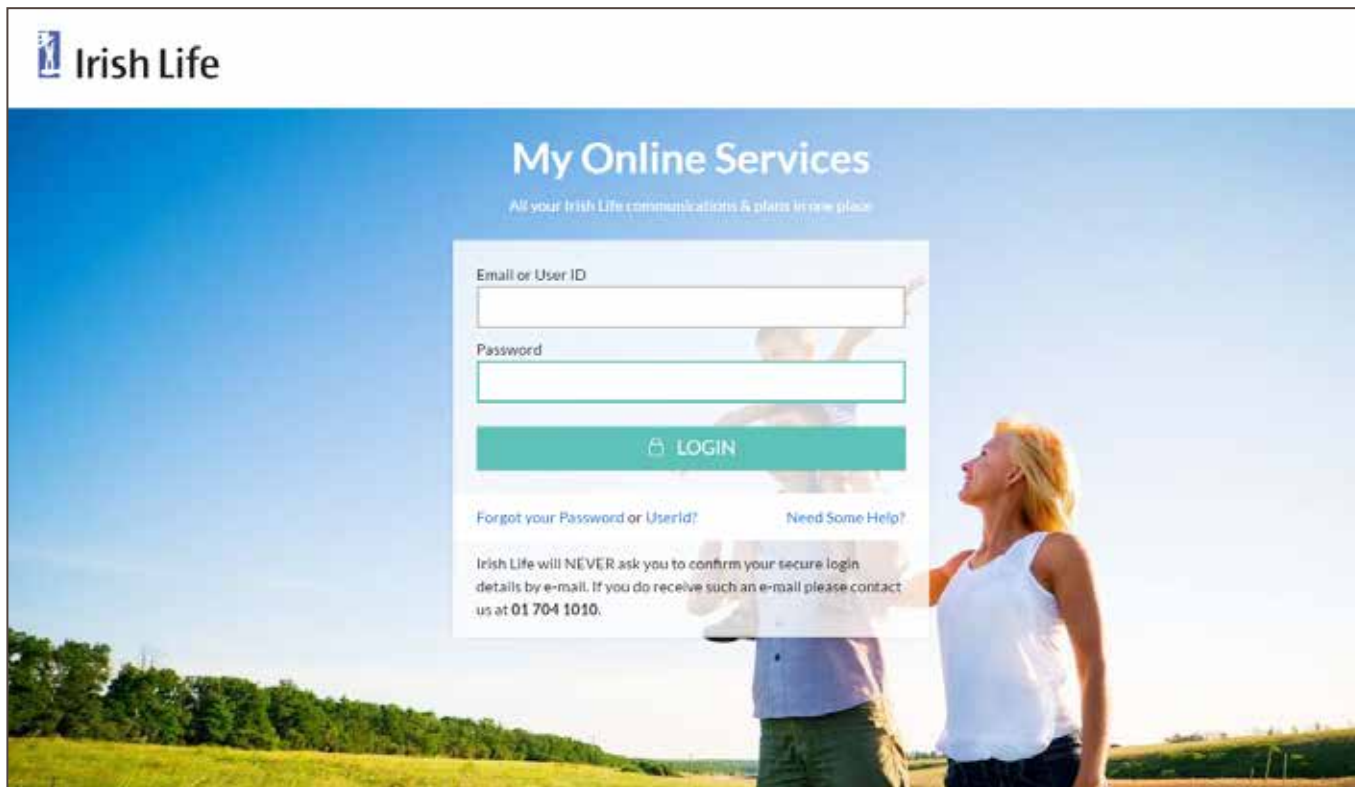 Irish Life
My Online Services
All your Irish Life communications & plans in one place
Email or User ID
Password
LOGIN
Forgot your Password or UserId? Need Some Help?
Irish Life will NEVER ask you to confirm your secure login
details by e-mail. If you do receive such an e-mail please contact
us at 01 704 1010.